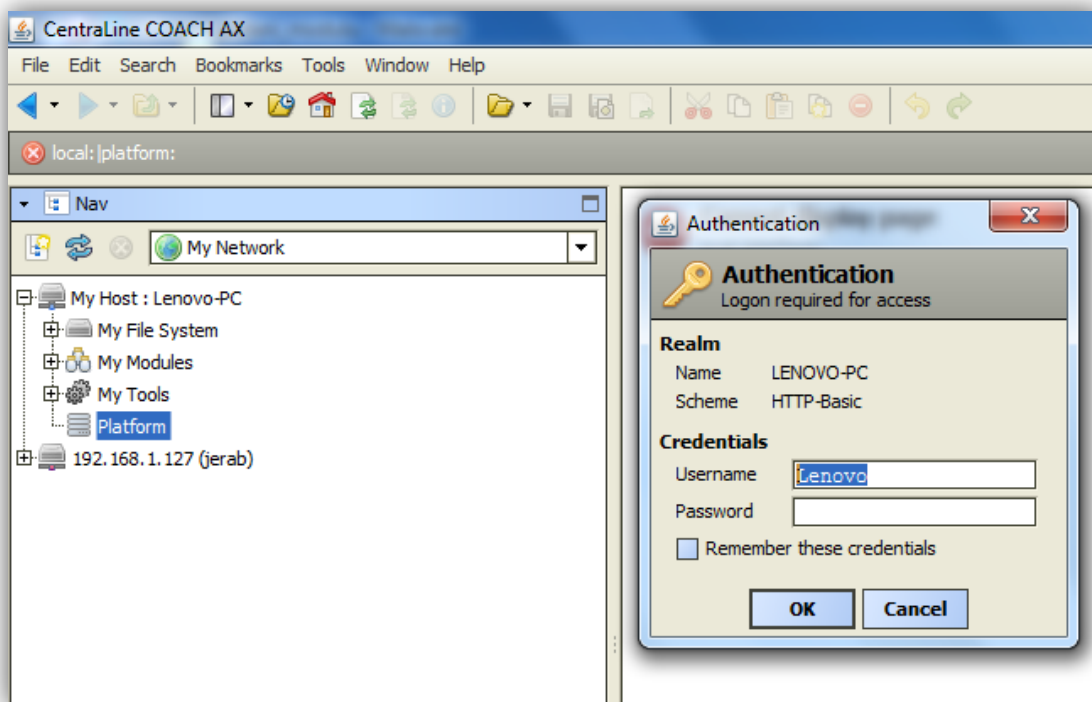 CentraLine COACH AX
File Edit Search Bookmarks Tools Window Help
local:|platform:
Nav
My Network
My Host : Lenovo-PC
My File System
My Modules
My Tools
Platform
192.168.1.127 (jerab)
Authentication
Authentication
Logon required for access
Realm
Name LENOVO-PC
Scheme HTTP-Basic
Credentials
Username Lenovo
Password
Remember these credentials
OK Cancel